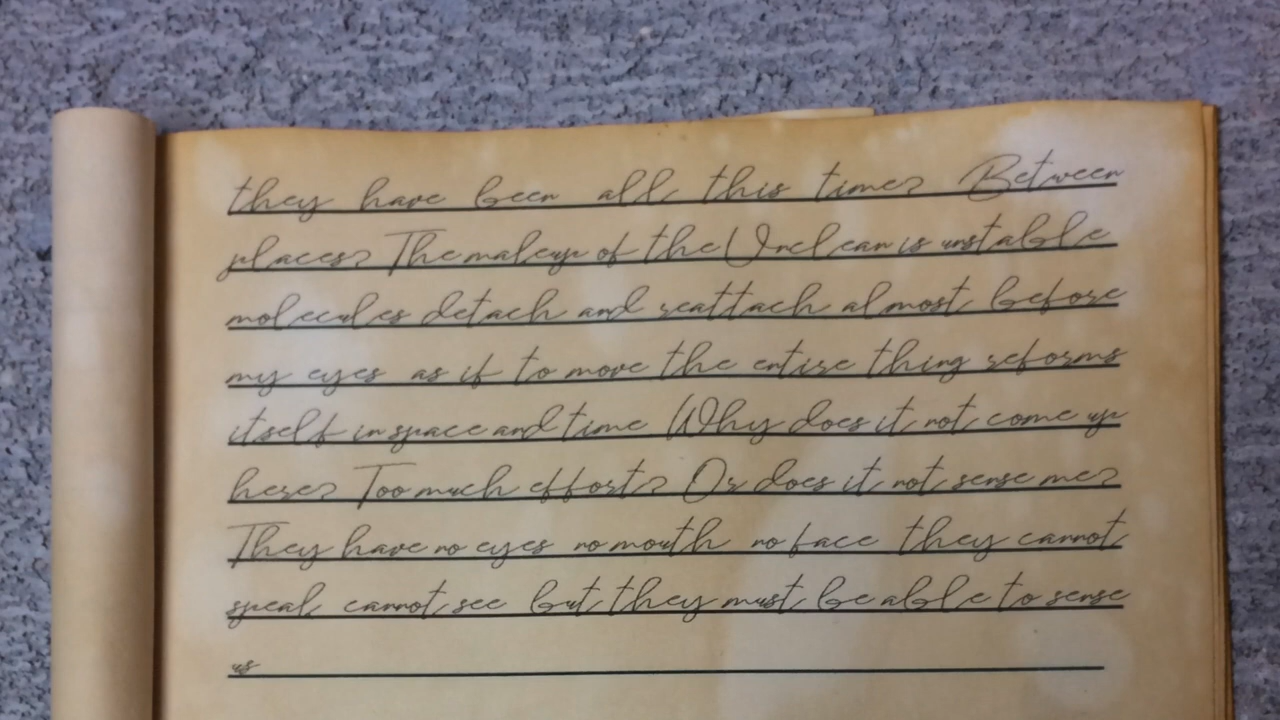 they have been all this time? Between
places? The makeup of the Unclean is unstable
molecules detach and reattach almost before
my eyes as if to move the entire thing reforms
itself in space and time Why does it not come up
here? Too much effort? Or does it not sense me?
They have no eyes no mouth no face they cannot
speak cannot see but they must be able to sense
us